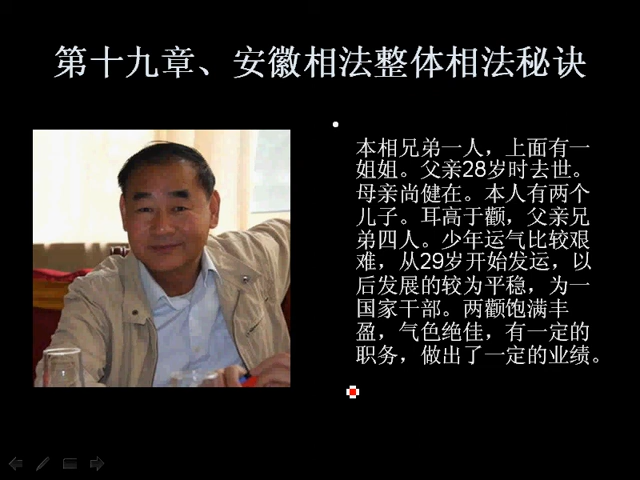 第十九章、安徽相法整体相法秘诀
本相兄弟一人，上面有一
姐姐。父亲28岁时去世。
母亲尚健在。本人有两个
儿子。耳高于颧，父亲兄
弟四人。少年运气比较艰
难，从29岁开始发运，以
后发展的较为平稳，为一
国家干部。两颧饱满丰
盈，气色绝佳，有一定的
职务，做出了一定的业绩。